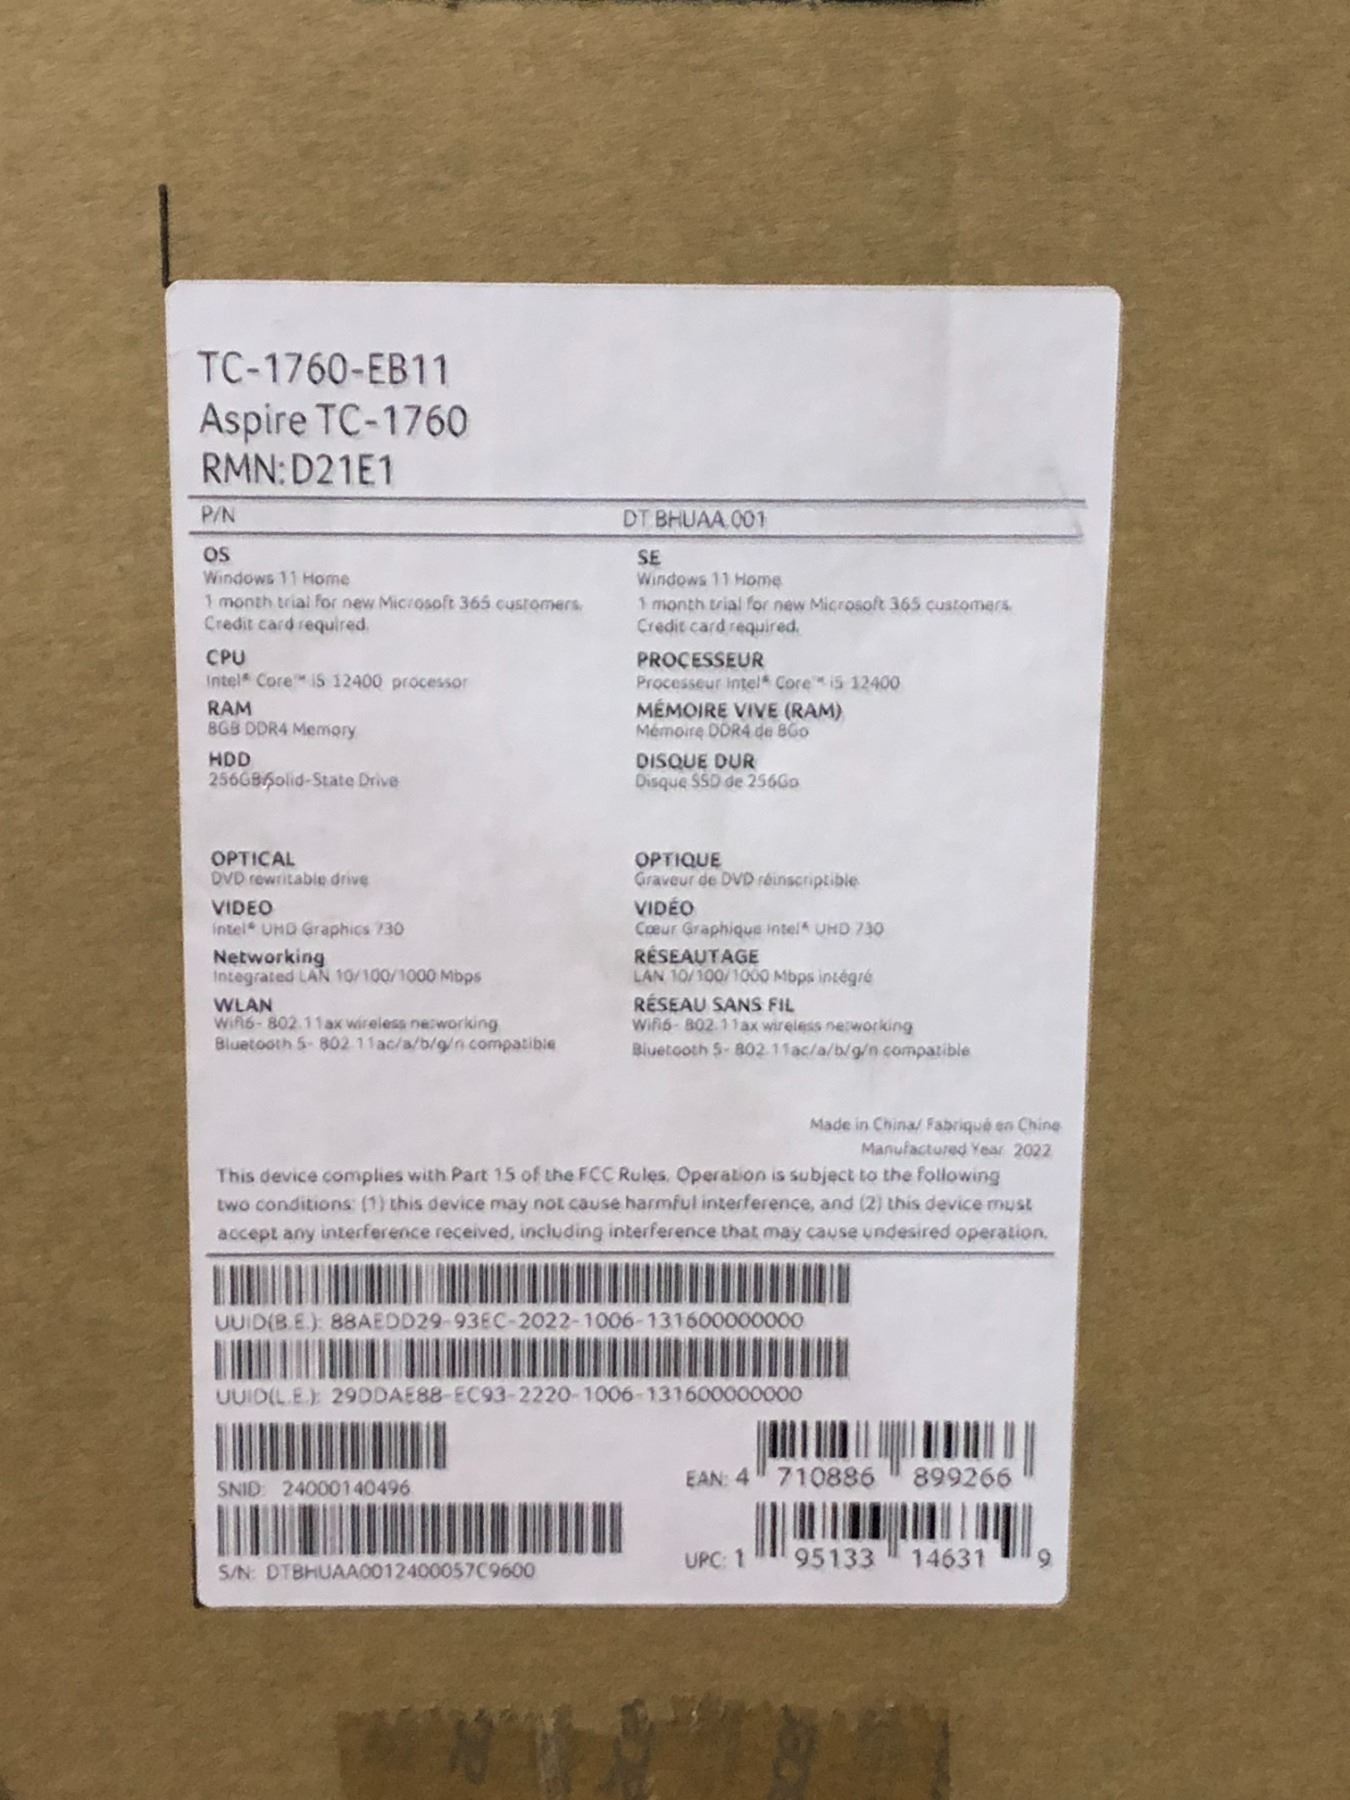 TC-1760-EB11
Aspire TC-1760
RMN:D21E1
P/N DT.BHUAA.001
OS
Windows 11 Home
1 month trial for new Microsoft 365 customers.
Credit card required.
CPU
Intel® Core™ i5 12400 processor
RAM
8GB DDR4 Memory
HDD
256GB/Solid-State Drive
OPTICAL
DVD rewritable drive
VIDEO
Intel® UHD Graphics 730
Networking
Integrated LAN 10/100/1000 Mbps
WLAN
Wifi6- 802.11ax wireless networking
Bluetooth 5- 802.11ac/a/b/g/n compatible
SE
Windows 11 Home
1 month trial for new Microsoft 365 customers.
Credit card required.
PROCESSEUR
Processeur Intel® Core™ i5 12400
MÉMOIRE VIVE (RAM)
Mémoire DDR4 de 8Go
DISQUE DUR
Disque SSD de 256Go
OPTIQUE
Graveur de DVD réinscriptible
VIDÉO
Cœur Graphique Intel® UHD 730
RÉSEAUTAGE
LAN 10/100/1000 Mbps intégré
RÉSEAU SANS FIL
Wifi6- 802.11ax wireless networking
Bluetooth 5- 802.11ac/a/b/g/n compatible
Made in China/ Fabriqué en Chine
Manufactured Year: 2022
This device complies with Part 15 of the FCC Rules. Operation is subject to the following
two conditions: (1) this device may not cause harmful interference, and (2) this device must
accept any interference received, including interference that may cause undesired operation.
UUID(B.E.): 88AEDD29-93EC-2022-1006-131600000000
UUID(L.E.): 29DDAE88-EC93-2220-1006-131600000000
SNID: 24000140496
S/N: DTBHUAA0012400057C9600
EAN: 4 710886 899266
UPC: 1 95133 14631 9